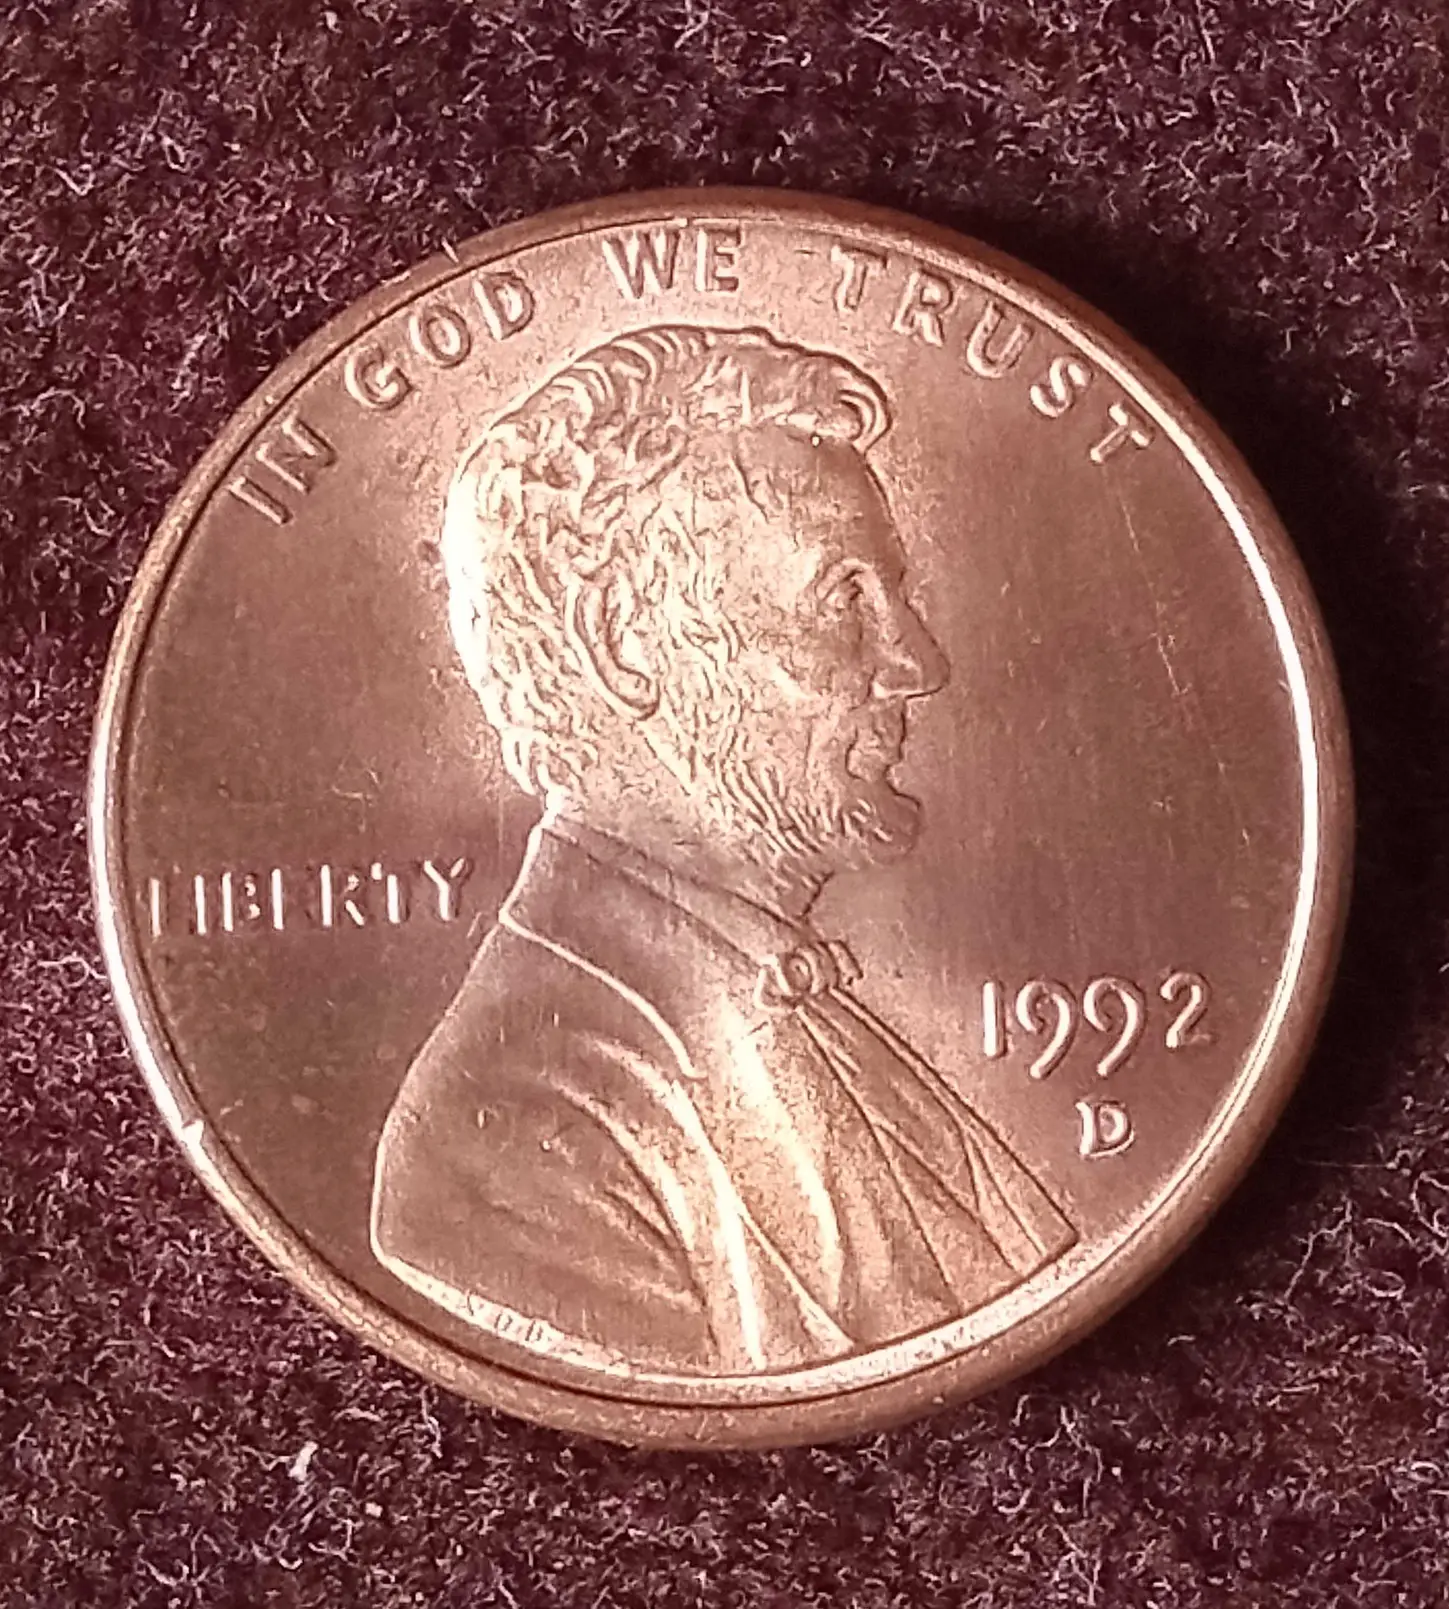 IN GOD WE TRUST
LIBERTY
1992
D